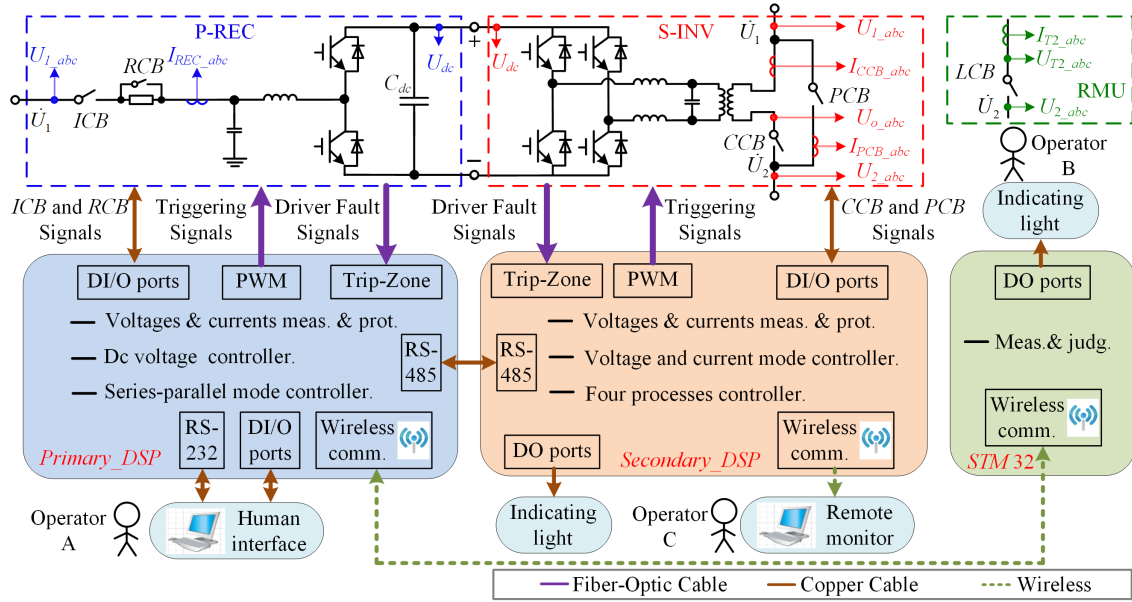 P-REC
S-INV
RMU
U1_abc
RCB
IREC_abc
U̇1
ICB
Cdc
Udc
+
−
Udc
U̇1
U1_abc
ICCB_abc
PCB
Uo_abc
CCB
IPCB_abc
U̇2
U2_abc
IT2_abc
UT2_abc
LCB
U̇2
U2_abc
Operator
B
Indicating
light
ICB and RCB
Signals
Triggering
Signals
Driver Fault
Signals
Driver Fault
Signals
Triggering
Signals
CCB and PCB
Signals
DI/O ports
PWM
Trip-Zone
Trip-Zone
PWM
DI/O ports
DO ports
Voltages & currents meas. & prot.
Dc voltage controller.
Series-parallel mode controller.
RS-
485
RS-
485
Voltages & currents meas. & prot.
Voltage and current mode controller.
Four processes controller.
Meas.& judg.
Primary_DSP
RS-
232
DI/O
ports
Wireless
comm.
DO ports
Secondary_DSP
Wireless
comm.
Wireless
comm.
STM 32
Operator
A
Human
interface
Indicating
light
Operator
C
Remote
monitor
Fiber-Optic Cable
Copper Cable
Wireless